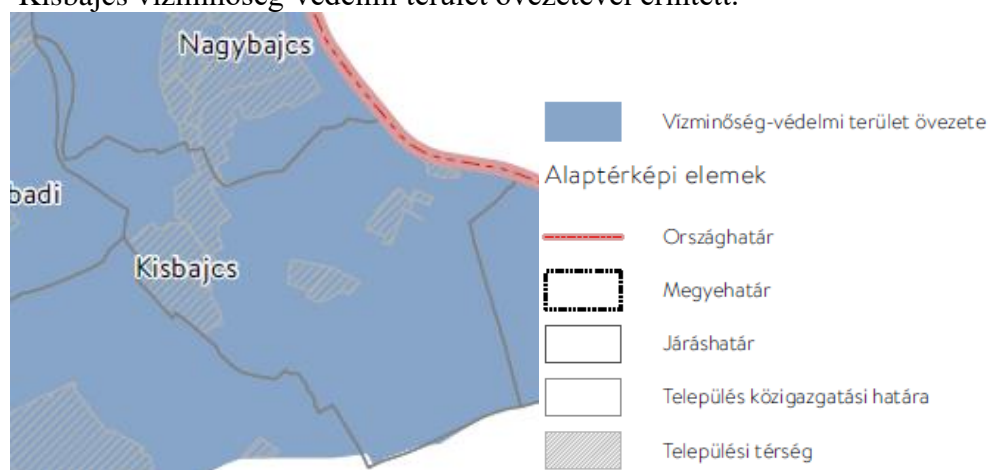 Kisbajcs vízminőség-védelmi terület övezetével érintett.
Nagybajcs
badi
Kisbajcs
Vízminőség-védelmi terület övezete
Alaptérképi elemek
Országhatár
Megyehatár
Járáshatár
Település közigazgatási határa
Települési térség